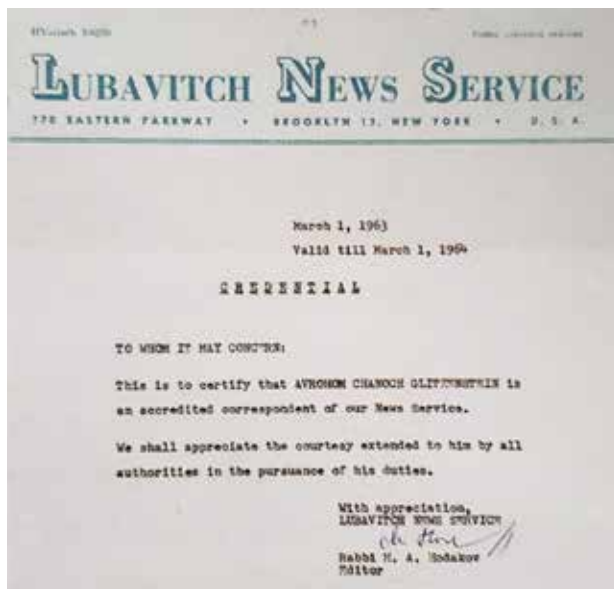 LUBAVITCH NEWS SERVICE
770 EASTERN PARKWAY • BROOKLYN 13, NEW YORK • U. S. A.
March 1, 1963
Valid till March 1, 1964
CREDENTIAL
TO WHOM IT MAY CONCERN:
This is to certify that AVROHOM CHANOCH GLITZENSTEIN is
an accredited correspondent of our News Service.
We shall appreciate the courtesy extended to him by all
authorities in the pursuance of his duties.
With appreciation,
LUBAVITCH NEWS SERVICE
Rabbi H. A. Hodakov
Editor